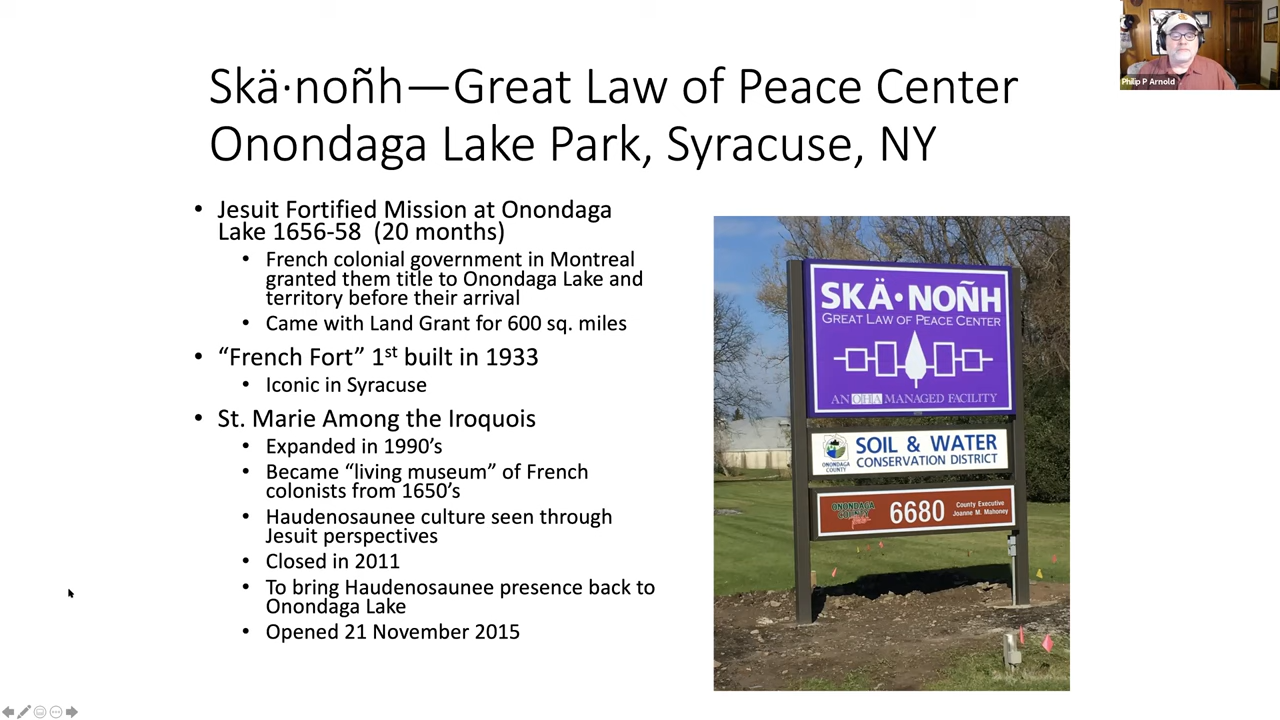 Skä·noñh—Great Law of Peace Center
Onondaga Lake Park, Syracuse, NY
Philip P Arnold
• Jesuit Fortified Mission at Onondaga
Lake 1656-58 (20 months)
• French colonial government in Montreal
granted them title to Onondaga Lake and
territory before their arrival
• Came with Land Grant for 600 sq. miles
• “French Fort” 1st built in 1933
• Iconic in Syracuse
• St. Marie Among the Iroquois
• Expanded in 1990’s
• Became “living museum” of French
colonists from 1650’s
• Haudenosaunee culture seen through
Jesuit perspectives
• Closed in 2011
• To bring Haudenosaunee presence back to
Onondaga Lake
• Opened 21 November 2015
SKÄ·NOÑH
GREAT LAW OF PEACE CENTER
AN OHA MANAGED FACILITY
ONONDAGA
COUNTY
SOIL & WATER
CONSERVATION DISTRICT
ONONDAGA
COUNTY
6680
County Executive
Joanne M. Mahoney